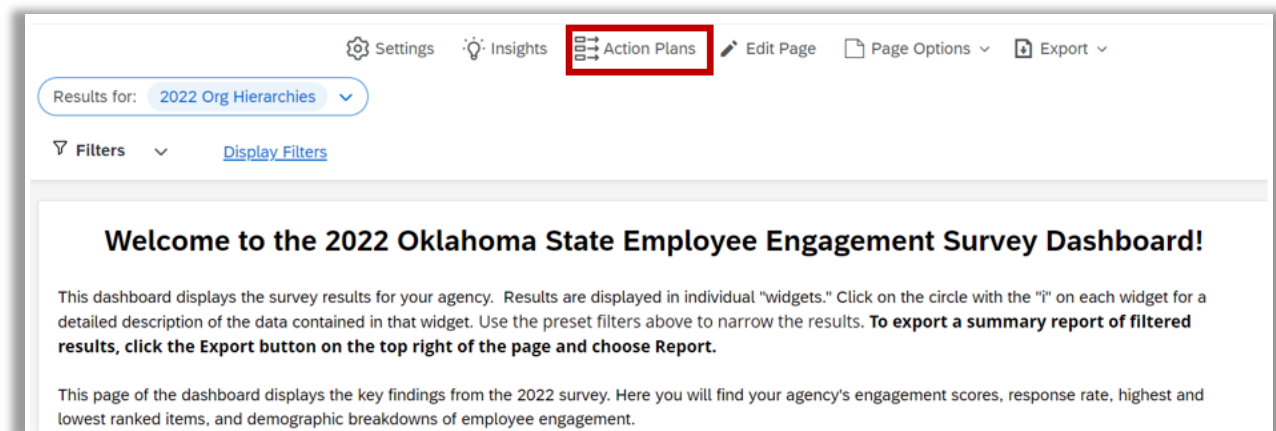 Settings Insights Action Plans Edit Page Page Options Export
Results for: 2022 Org Hierarchies
Filters Display Filters
Welcome to the 2022 Oklahoma State Employee Engagement Survey Dashboard!
This dashboard displays the survey results for your agency. Results are displayed in individual "widgets." Click on the circle with the "i" on each widget for a
detailed description of the data contained in that widget. Use the preset filters above to narrow the results. To export a summary report of filtered
results, click the Export button on the top right of the page and choose Report.
This page of the dashboard displays the key findings from the 2022 survey. Here you will find your agency's engagement scores, response rate, highest and
lowest ranked items, and demographic breakdowns of employee engagement.